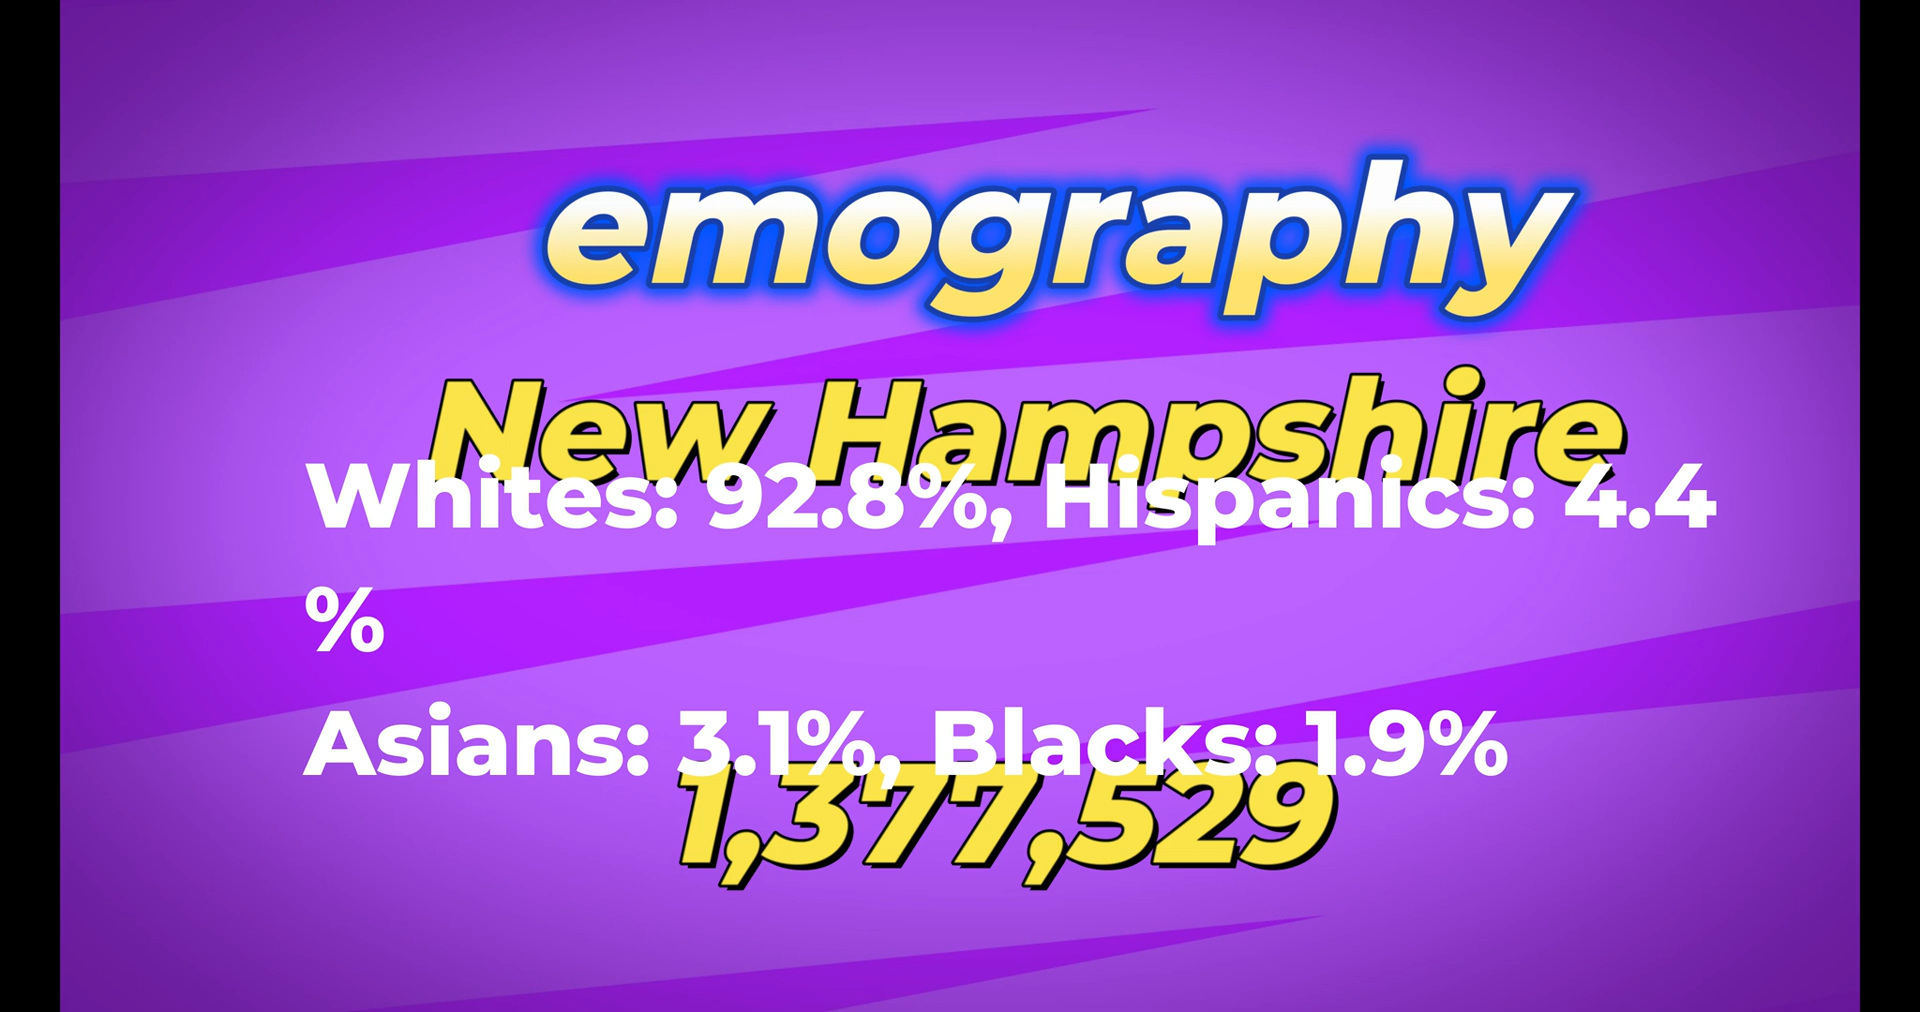 emography
New Hampshire
Whites: 92.8%, Hispanics: 4.4
%
Asians: 3.1%, Blacks: 1.9%
1,377,529